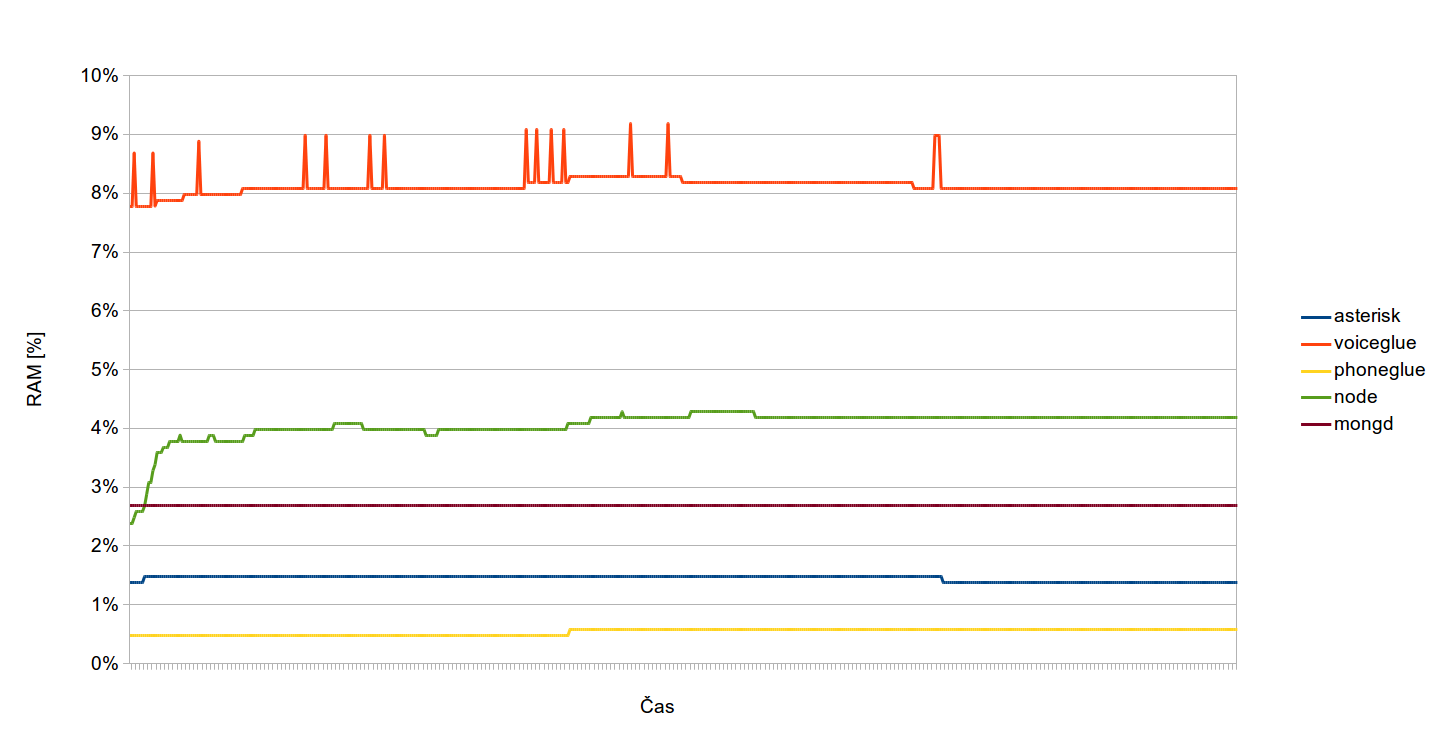 10%
9%
8%
7%
6%
5%
4%
3%
2%
1%
0%
RAM [%]
Čas
asterisk
voiceglue
phoneglue
node
mongd